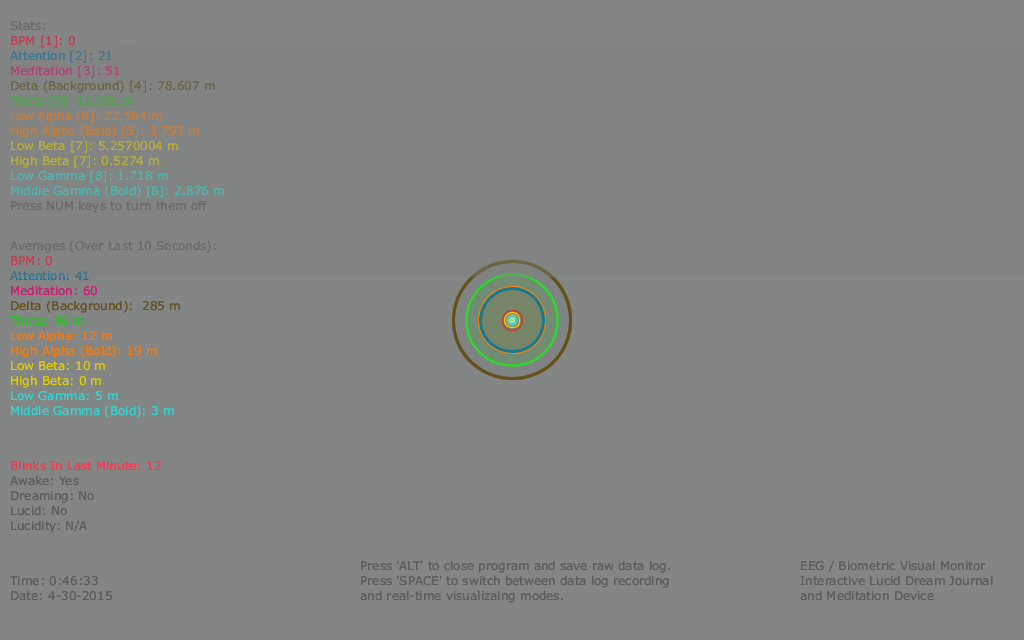 Stats:
BPM [1]: 0
Attention [2]: 21
Meditation [3]: 51
Deta (Background) [4]: 78.607 m
Theta [5]:
Low Alpha [6]: 22.564 m
High Alpha (Bold) [6]: 3.793 m
Low Beta [7]: 5.2570004 m
High Beta [7]: 0.5274 m
Low Gamma [8]: 1.718 m
Middle Gamma (Bold) [8]: 2.876 m
Press NUM keys to turn them off
Averages (Over Last 10 Seconds):
BPM: 0
Attention: 41
Meditation: 60
Delta (Background):  285 m
Theta: 56 m
Low Alpha: 12 m
High Alpha (Bold): 19 m
Low Beta: 10 m
High Beta: 0 m
Low Gamma: 5 m
Middle Gamma (Bold): 3 m
Blinks In Last Minute: 12
Awake: Yes
Dreaming: No
Lucid: No
Lucidity: N/A
Time: 0:46:33
Date: 4-30-2015
Press 'ALT' to close program and save raw data log.
Press 'SPACE' to switch between data log recording
and real-time visualizaing modes.
EEG / Biometric Visual Monitor
Interactive Lucid Dream Journal
and Meditation Device